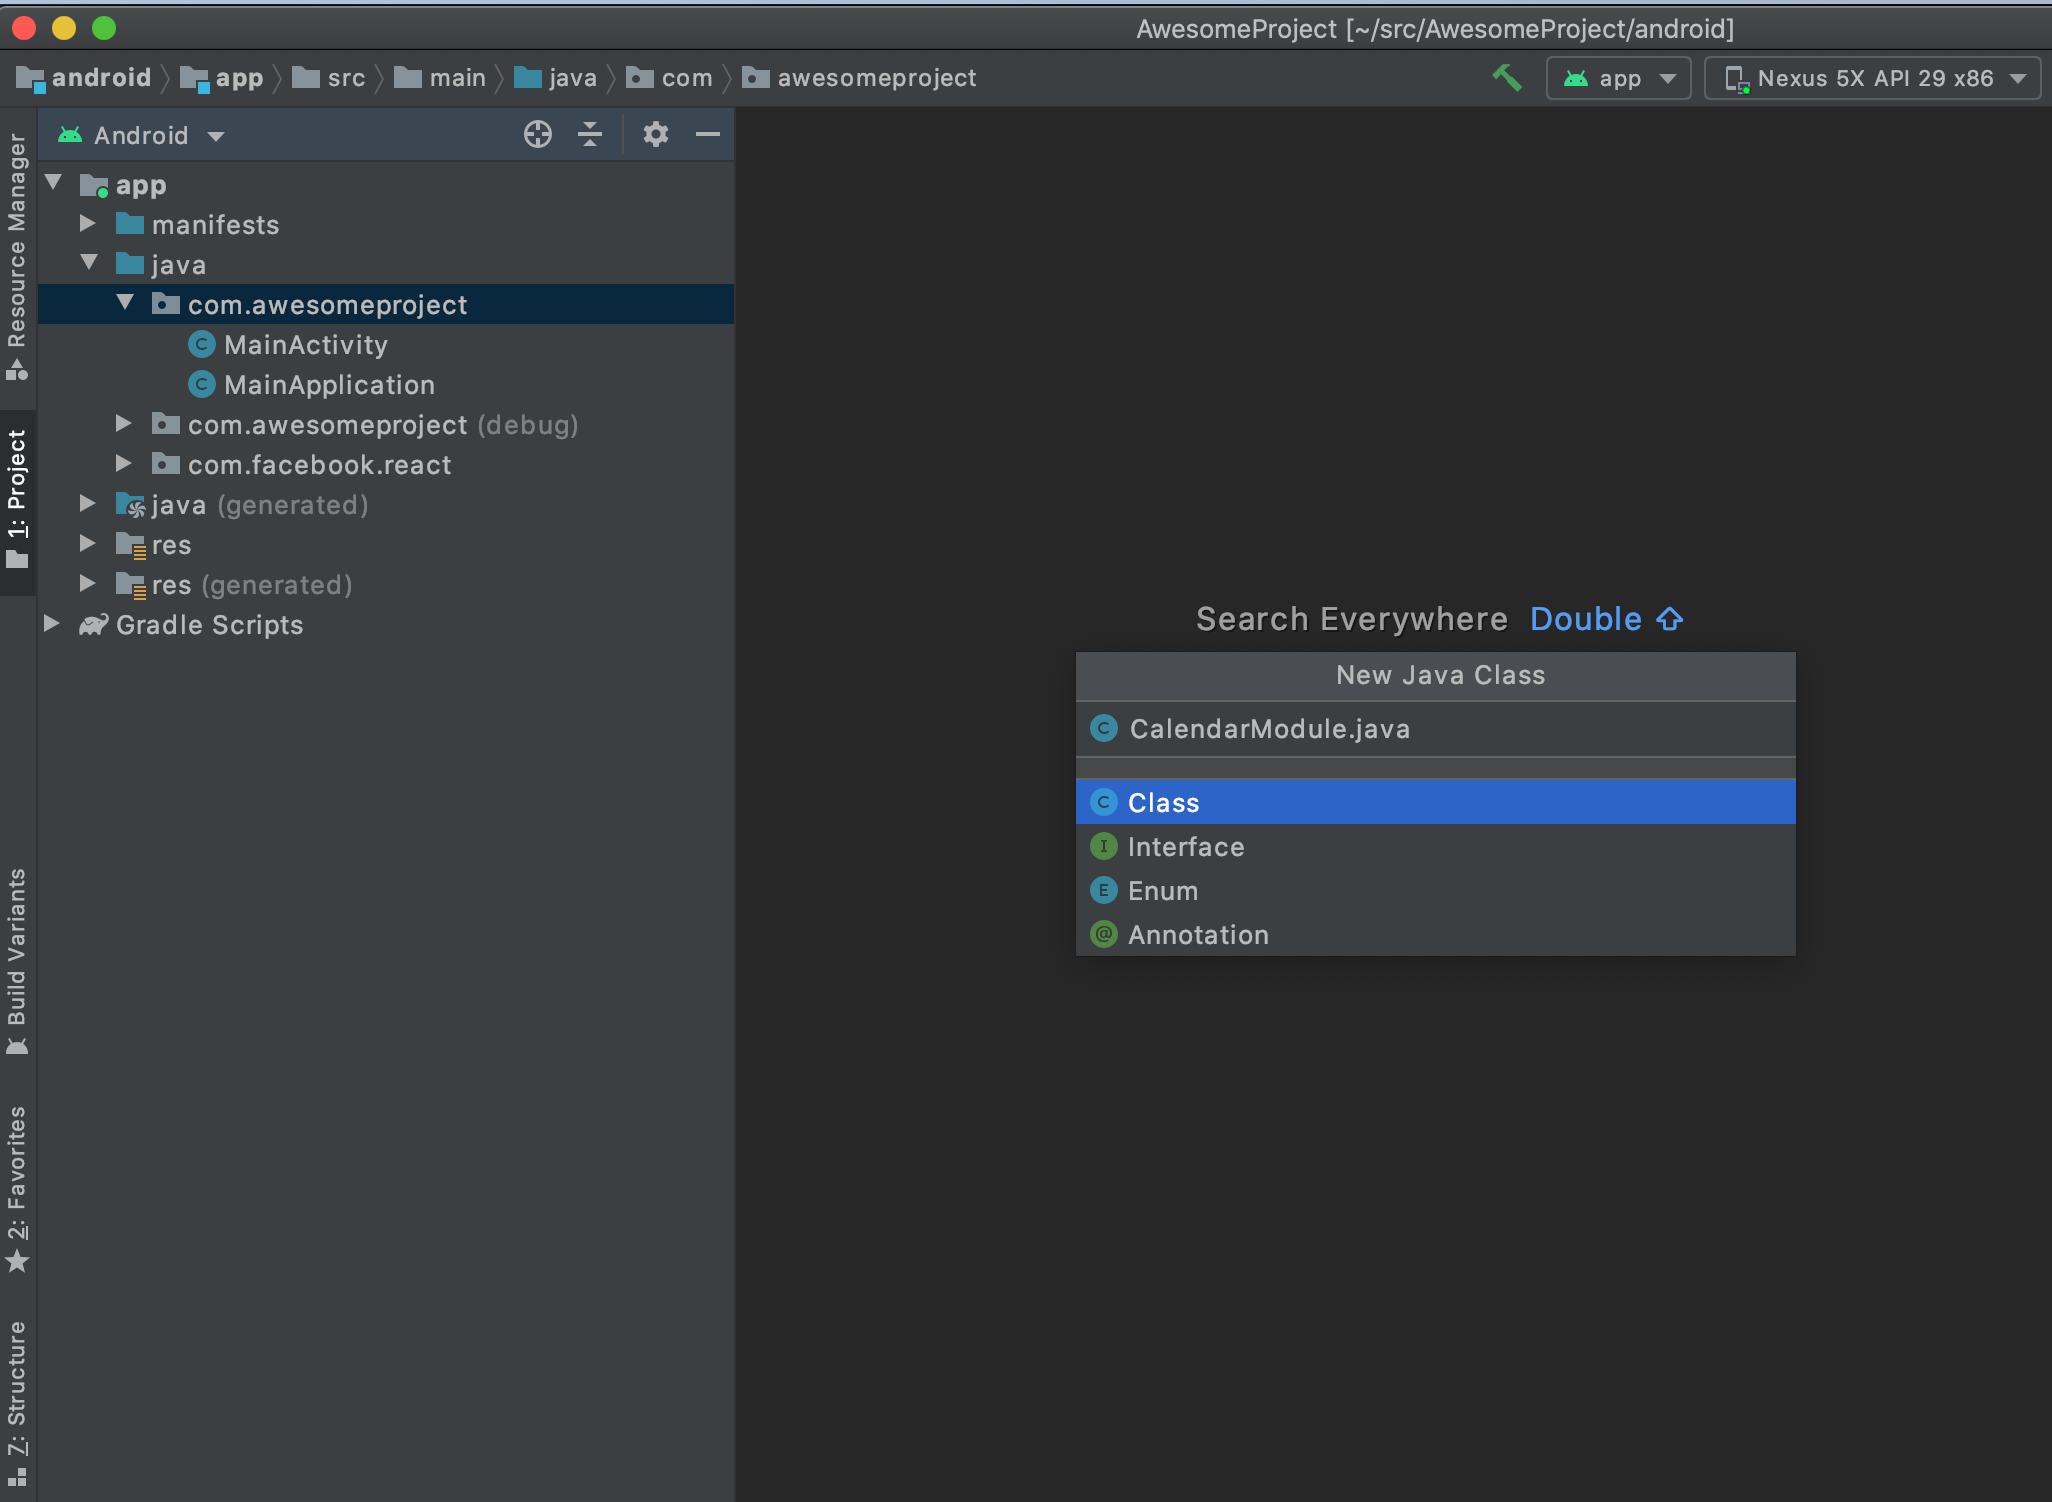 AwesomeProject [~/src/AwesomeProject/android]
android app src main java com awesomeproject
app
Nexus 5X API 29 x86
Resource Manager
1: Project
Build Variants
2: Favorites
7: Structure
Android
app
manifests
java
com.awesomeproject
C MainActivity
C MainApplication
com.awesomeproject (debug)
com.facebook.react
java (generated)
res
res (generated)
Gradle Scripts
Search Everywhere Double ⇧
New Java Class
C CalendarModule.java
C Class
I Interface
E Enum
@ Annotation